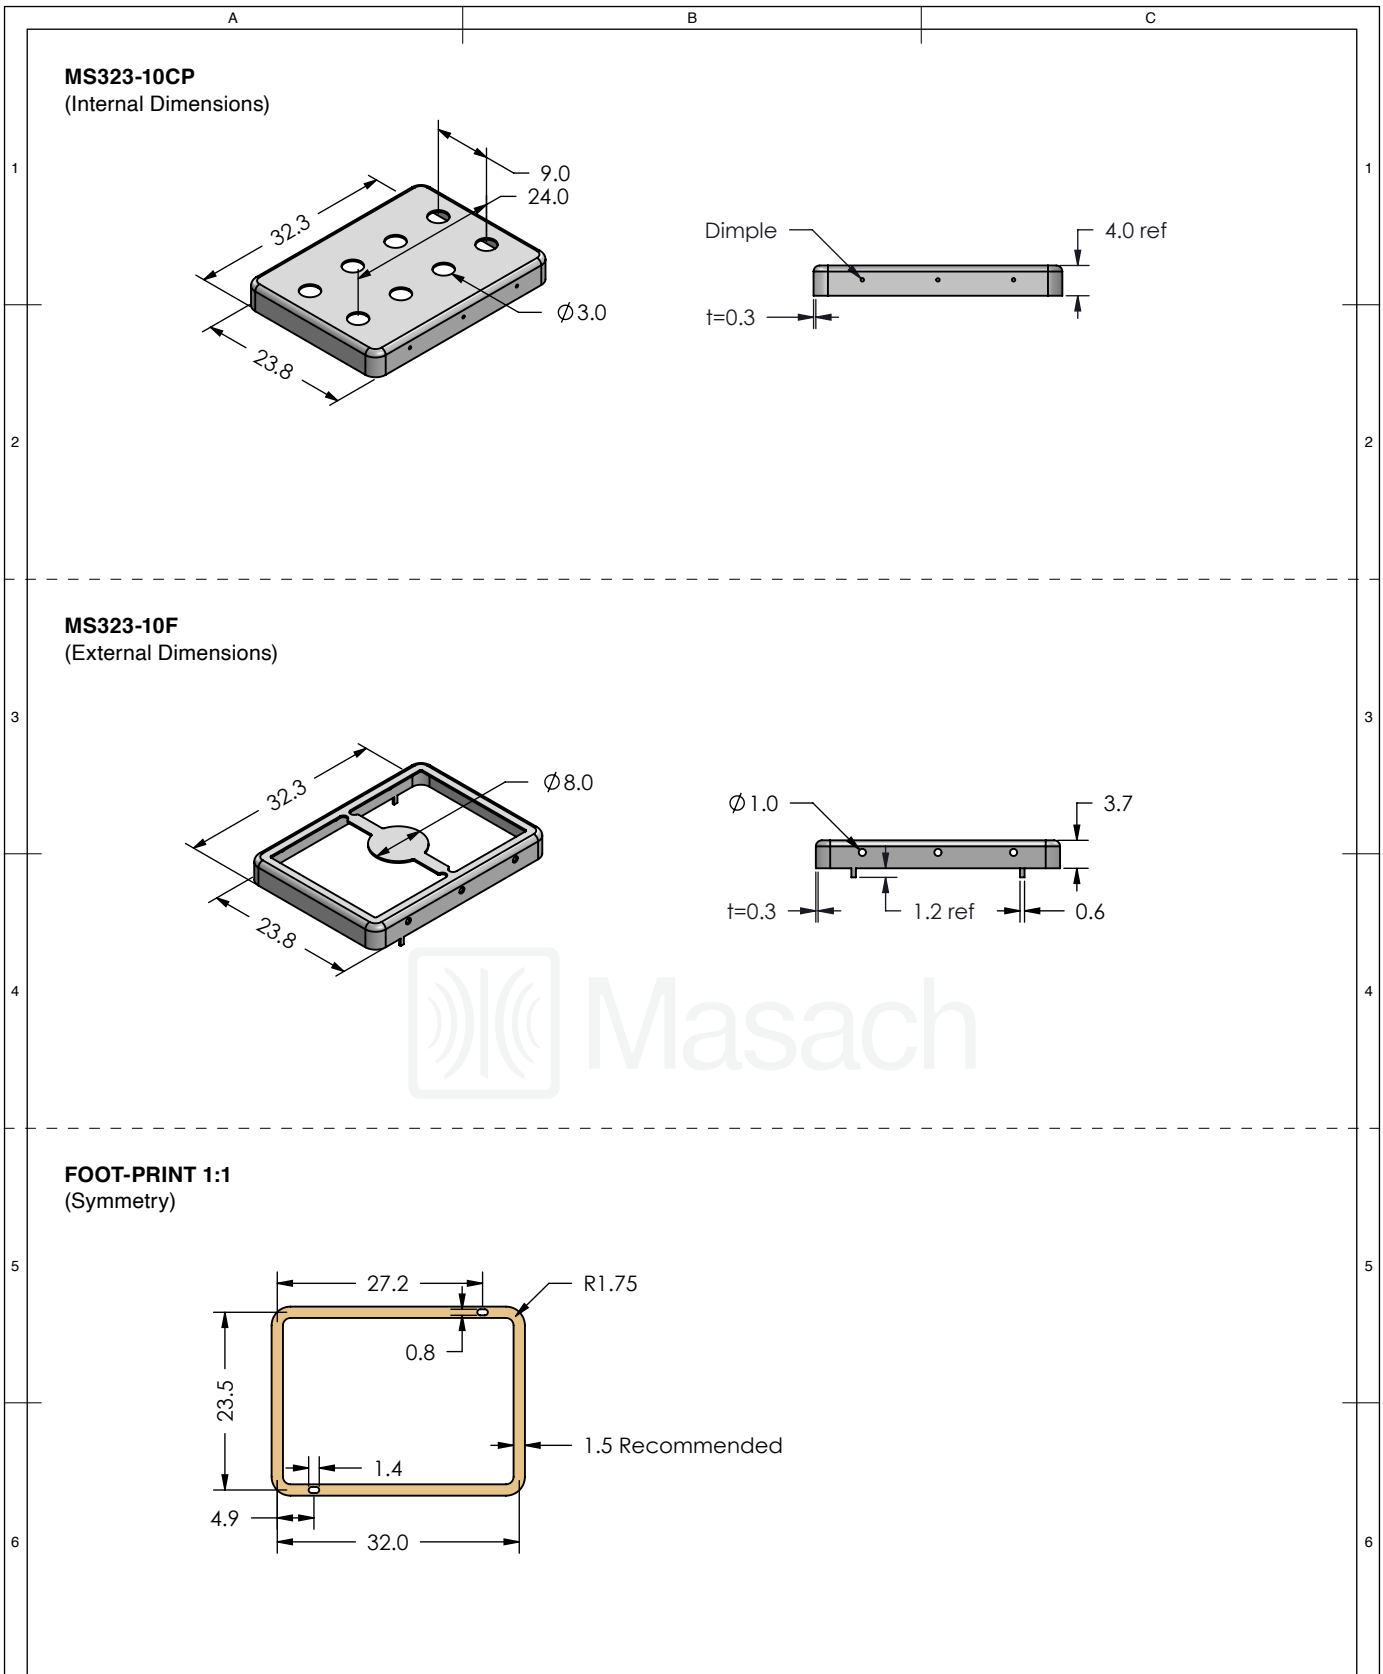 A
B
C
MS323-10CP
(Internal Dimensions)
1
1
9.0
24.0
32.3
Dimple
4.0 ref
Ø3.0
t=0.3
23.8
2
2
MS323-10F
(External Dimensions)
3
3
32.3
Ø8.0
Ø1.0
3.7
t=0.3
1.2 ref
0.6
23.8
Masach
4
4
FOOT-PRINT 1:1
(Symmetry)
5
5
27.2
R1.75
0.8
23.5
1.5 Recommended
1.4
4.9
32.0
6
6